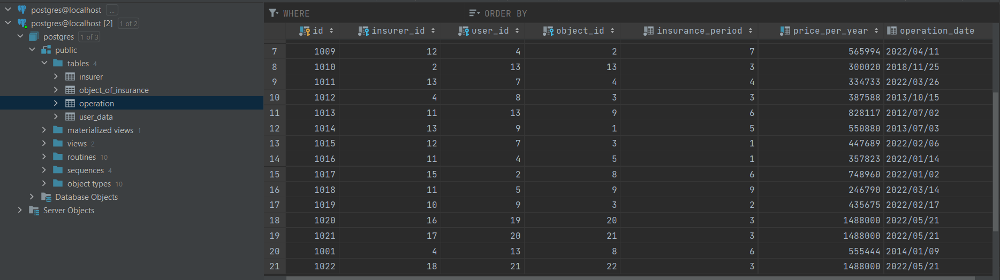 postgres@localhost ...
postgres@localhost [2] 1 of 2
postgres 1 of 3
public
tables 4
insurer
object_of_insurance
operation
user_data
materialized views 1
views 2
routines 10
sequences 4
object types 10
Database Objects
Server Objects
WHERE ORDER BY
id insurer_id user_id object_id insurance_period price_per_year operation_date
7 1009 12 4 2 7 565994 2022/04/11
8 1010 2 13 13 3 300020 2018/11/25
9 1011 13 7 4 4 334733 2022/03/26
10 1012 4 8 3 3 387588 2013/10/15
11 1013 11 13 9 6 828117 2012/07/02
12 1014 13 9 1 5 550880 2013/07/03
13 1015 12 7 3 1 447689 2022/02/06
14 1016 11 4 5 1 357823 2022/01/14
15 1017 15 2 8 6 748960 2022/01/02
16 1018 11 5 9 9 246790 2022/03/14
17 1019 10 9 3 2 435675 2022/02/17
18 1020 16 19 20 3 1488000 2022/05/21
19 1021 17 20 21 3 1488000 2022/05/21
20 1001 4 13 8 6 555444 2014/01/09
21 1022 18 21 22 3 1488000 2022/05/21